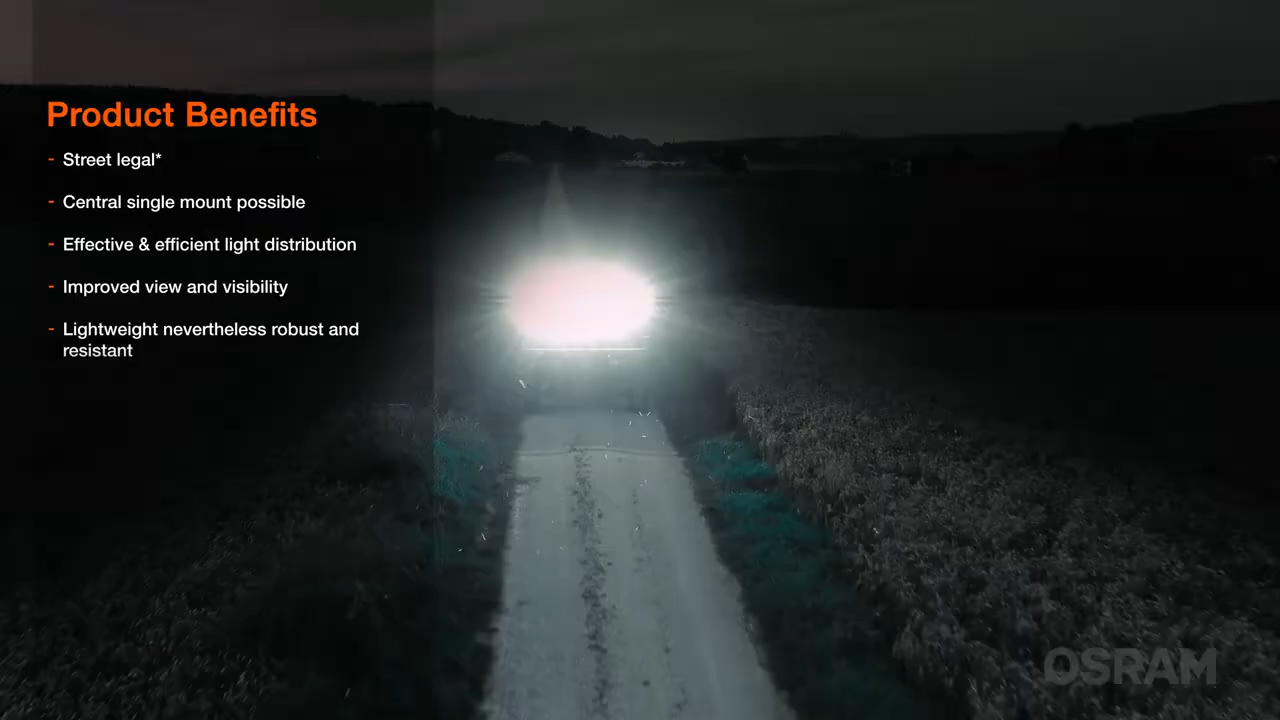 Product Benefits
- Street legal*
- Central single mount possible
- Effective & efficient light distribution
- Improved view and visibility
- Lightweight nevertheless robust and
resistant
OSRAM